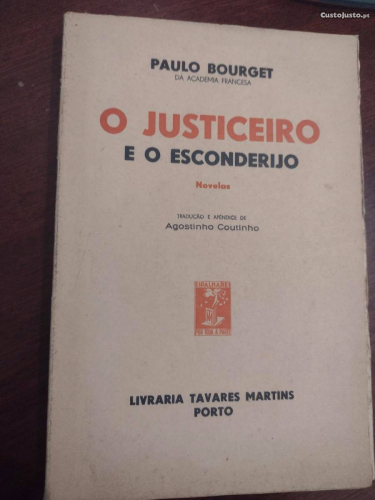 CustoJusto.pt
PAULO BOURGET
DA ACADEMIA FRANCESA
O JUSTICEIRO
E O ESCONDERIJO
Novelas
TRADUÇÃO E APÊNDICE DE
Agostinho Coutinho
LIVRARIA TAVARES MARTINS
PORTO